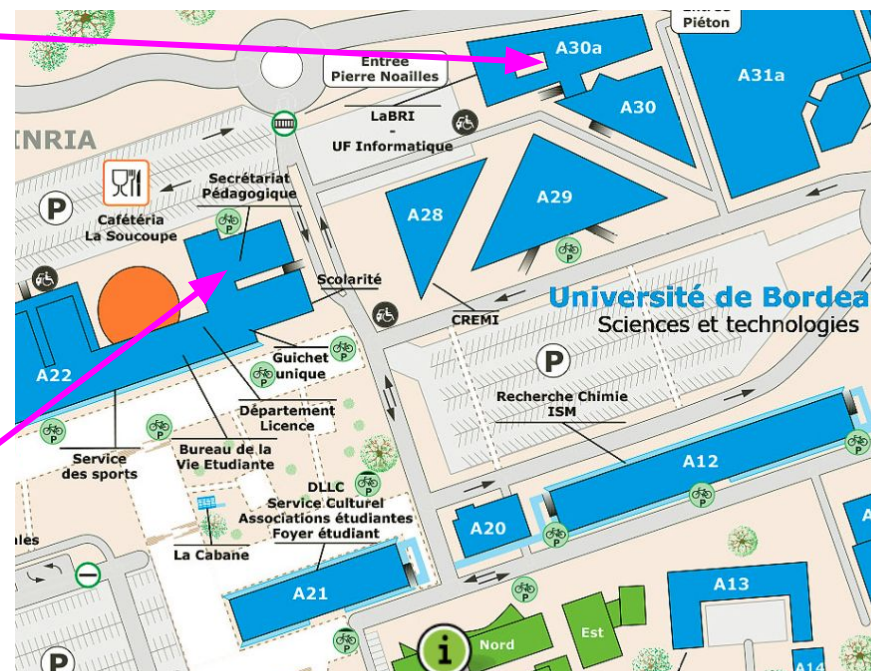 Entrée
Piéton
A30a
Entrée
Pierre Noailles
A31a
A30
LaBRI
-
UF Informatique
INRIA
Secrétariat
Pédagogique
P
Cafétéria
La Soucoupe
P
A28
A29
P
Scolarité
CREMI
Université de Bordea
Sciences et technologies
Guichet
unique
P
P
A22
P
Recherche Chimie
ISM
Département
Licence
P
P
Service
des sports
Bureau de la
Vie Etudiante
A12
P
P
DLLC
Service Culturel
Associations étudiantes
Foyer étudiant
P
A20
P
ales
La Cabane
A21
P
A13
Nord
Est
i
P
P
A14